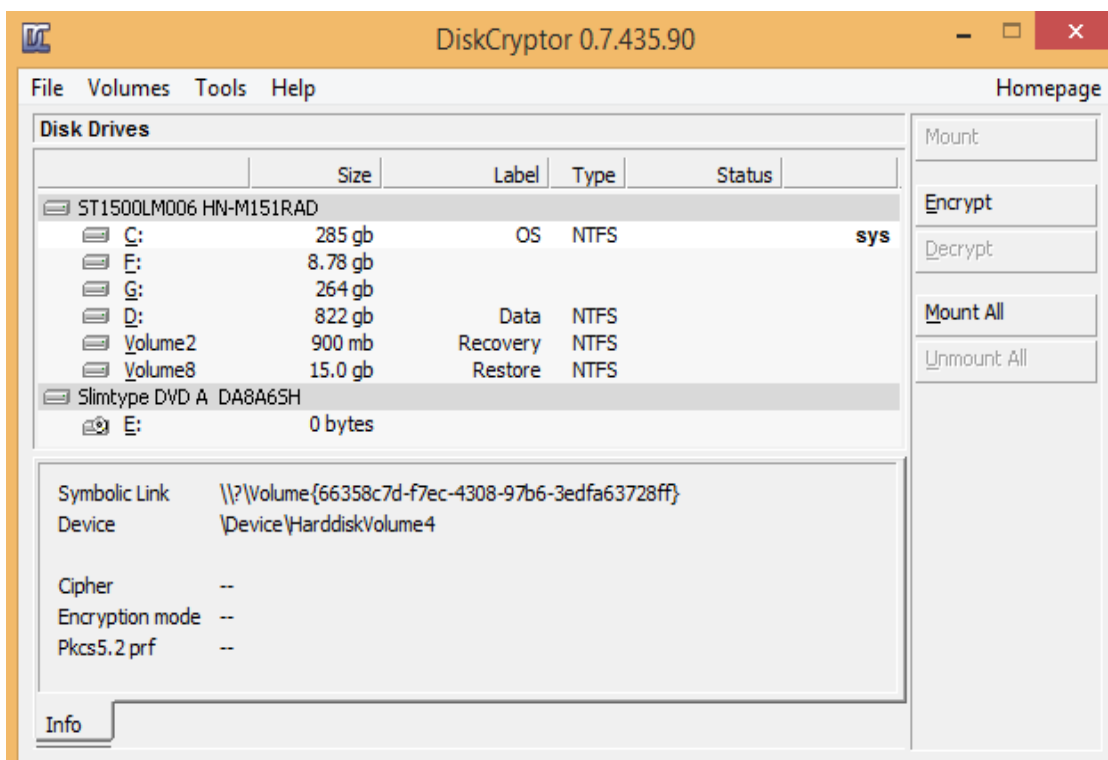 DiskCryptor 0.7.435.90
File Volumes Tools Help Homepage
Disk Drives
Size Label Type Status
ST1500LM006 HN-M151RAD
C: 285 gb OS NTFS sys
F: 8.78 gb
G: 264 gb
D: 822 gb Data NTFS
Volume2 900 mb Recovery NTFS
Volume8 15.0 gb Restore NTFS
Slimtype DVD A DA8A6SH
E: 0 bytes
Mount
Encrypt
Decrypt
Mount All
Unmount All
Symbolic Link \\?\Volume{66358c7d-f7ec-4308-97b6-3edfa63728ff}
Device \Device\HarddiskVolume4
Cipher --
Encryption mode --
Pkcs5.2 prf --
Info